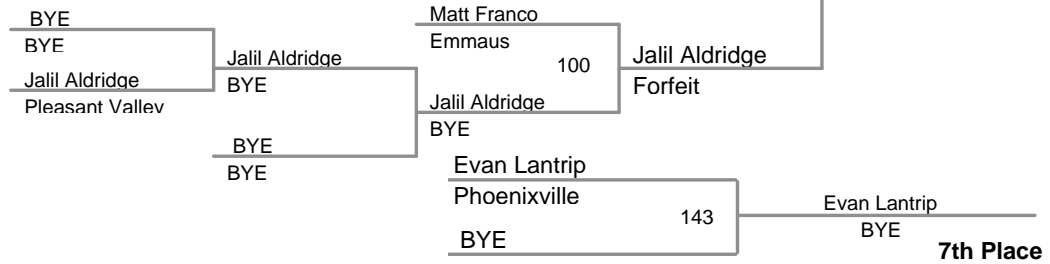 BYE
BYE
Jalil Aldridge
Pleasant Valley
Jalil Aldridge
BYE
BYE
BYE
Matt Franco
Emmaus
100
Jalil Aldridge
BYE
Jalil Aldridge
Forfeit
Evan Lantrip
Phoenixville
143
BYE
Evan Lantrip
BYE
7th Place